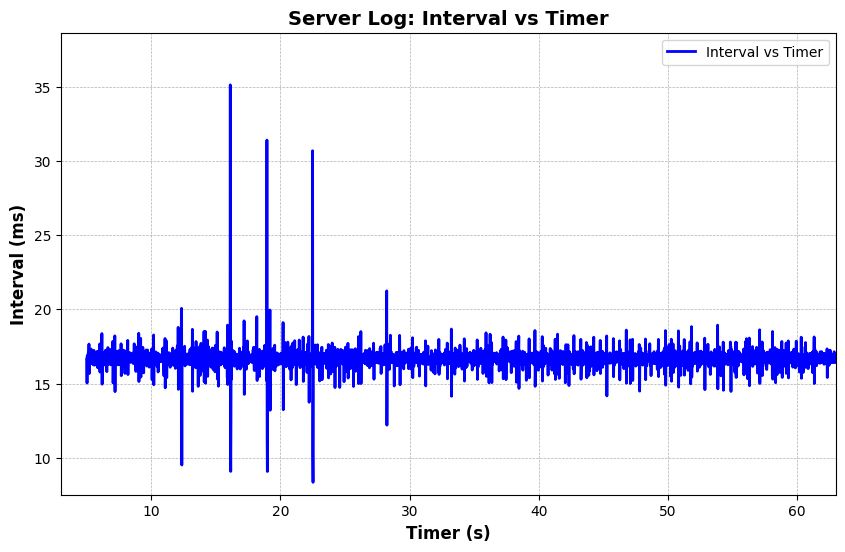 Server Log: Interval vs Timer
Interval vs Timer
35
30
25
20
15
10
Interval (ms)
10 20 30 40 50 60
Timer (s)